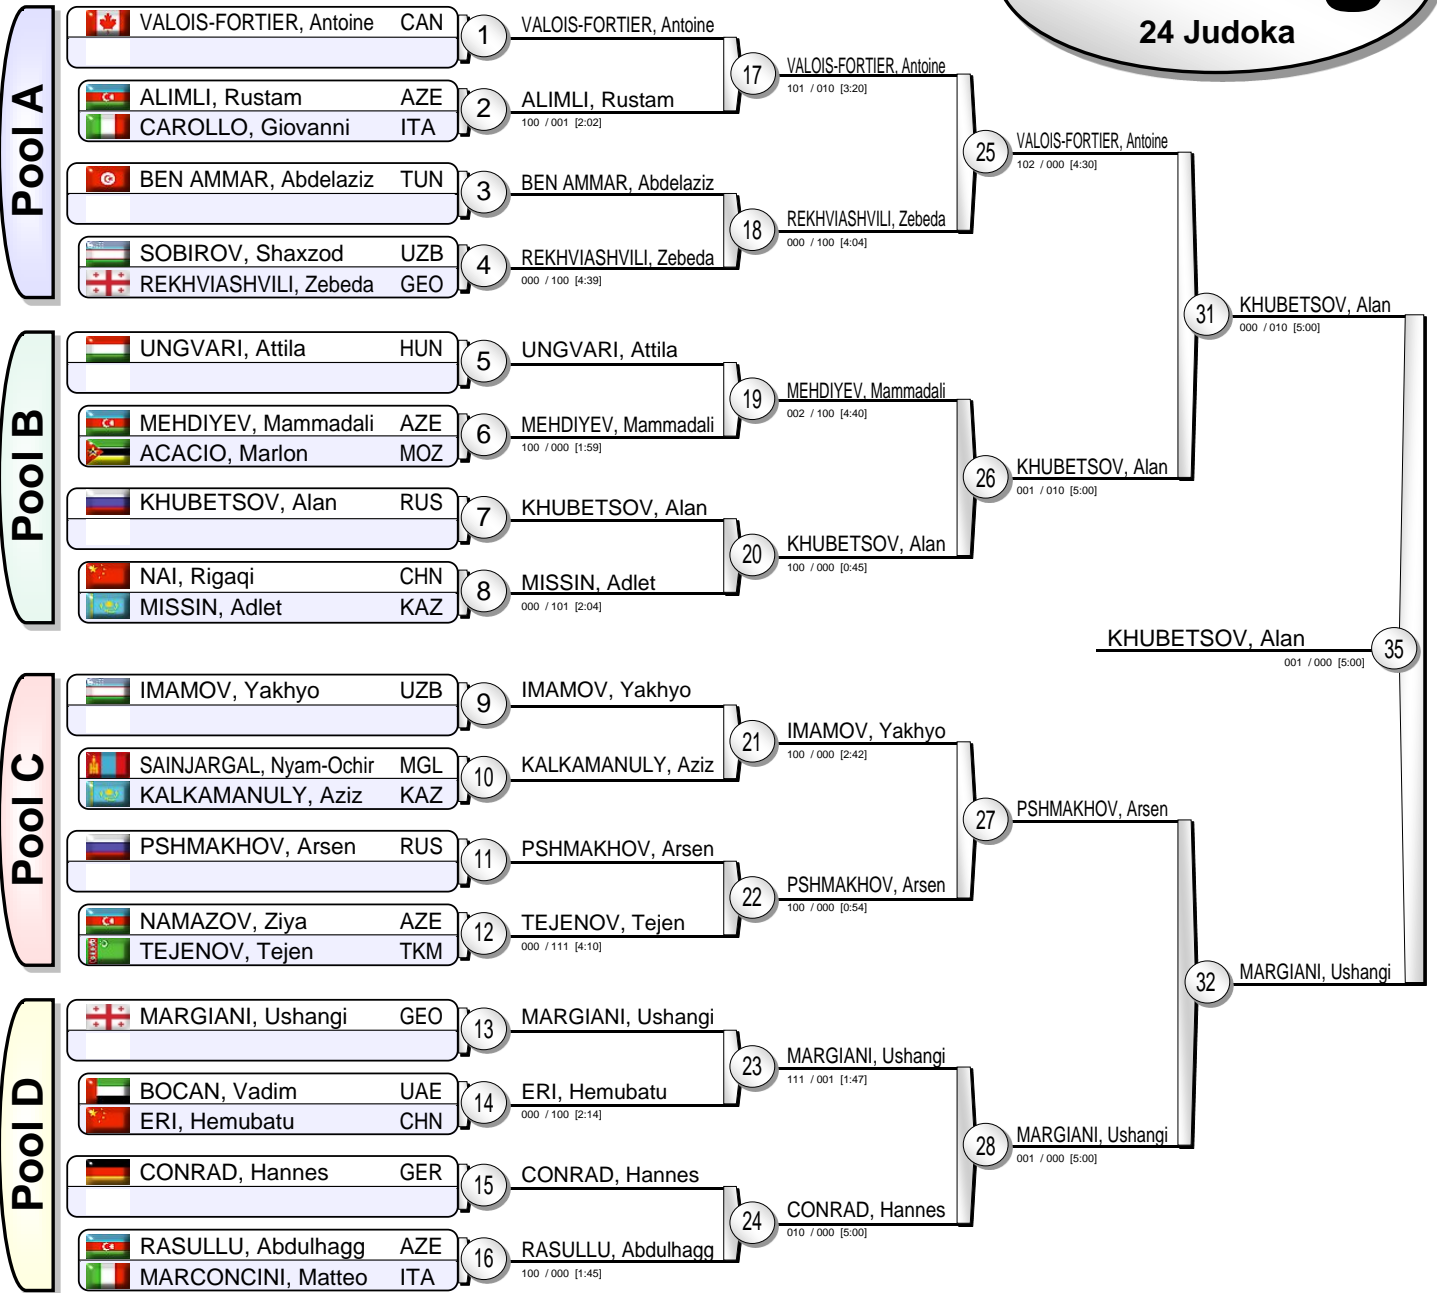 24 Judoka
Pool A
VALOIS-FORTIER, Antoine CAN
1
VALOIS-FORTIER, Antoine
ALIMLI, Rustam AZE
CAROLLO, Giovanni ITA
2
ALIMLI, Rustam
100 / 001 [2:02]
17
VALOIS-FORTIER, Antoine
101 / 010 [3:20]
BEN AMMAR, Abdelaziz TUN
3
BEN AMMAR, Abdelaziz
SOBIROV, Shaxzod UZB
REKHVIASHVILI, Zebeda GEO
4
REKHVIASHVILI, Zebeda
000 / 100 [4:39]
18
REKHVIASHVILI, Zebeda
000 / 100 [4:04]
25
VALOIS-FORTIER, Antoine
102 / 000 [4:30]
Pool B
UNGVARI, Attila HUN
5
UNGVARI, Attila
MEHDIYEV, Mammadali AZE
ACACIO, Marlon MOZ
6
MEHDIYEV, Mammadali
100 / 000 [1:59]
19
MEHDIYEV, Mammadali
002 / 100 [4:40]
KHUBETSOV, Alan RUS
7
KHUBETSOV, Alan
NAI, Rigaqi CHN
MISSIN, Adlet KAZ
8
MISSIN, Adlet
000 / 101 [2:04]
20
KHUBETSOV, Alan
100 / 000 [0:45]
26
KHUBETSOV, Alan
001 / 010 [5:00]
31
KHUBETSOV, Alan
000 / 010 [5:00]
KHUBETSOV, Alan
001 / 000 [5:00]
35
Pool C
IMAMOV, Yakhyo UZB
9
IMAMOV, Yakhyo
SAINJARGAL, Nyam-Ochir MGL
KALKAMANULY, Aziz KAZ
10
KALKAMANULY, Aziz
21
IMAMOV, Yakhyo
100 / 000 [2:42]
PSHMAKHOV, Arsen RUS
11
PSHMAKHOV, Arsen
NAMAZOV, Ziya AZE
TEJENOV, Tejen TKM
12
TEJENOV, Tejen
000 / 111 [4:10]
22
PSHMAKHOV, Arsen
100 / 000 [0:54]
27
PSHMAKHOV, Arsen
Pool D
MARGIANI, Ushangi GEO
13
MARGIANI, Ushangi
BOCAN, Vadim UAE
ERI, Hemubatu CHN
14
ERI, Hemubatu
000 / 100 [2:14]
23
MARGIANI, Ushangi
111 / 001 [1:47]
CONRAD, Hannes GER
15
CONRAD, Hannes
RASULLU, Abdulhagg AZE
MARCONCINI, Matteo ITA
16
RASULLU, Abdulhagg
100 / 000 [1:45]
24
CONRAD, Hannes
010 / 000 [5:00]
28
MARGIANI, Ushangi
001 / 000 [5:00]
32
MARGIANI, Ushangi